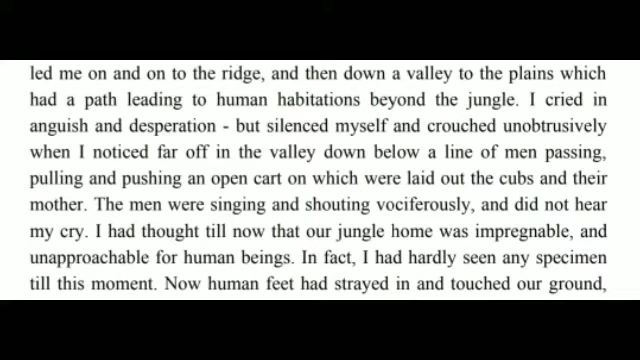 led me on and on to the ridge, and then down a valley to the plains which
had a path leading to human habitations beyond the jungle. I cried in
anguish and desperation - but silenced myself and crouched unobtrusively
when I noticed far off in the valley down below a line of men passing,
pulling and pushing an open cart on which were laid out the cubs and their
mother. The men were singing and shouting vociferously, and did not hear
my cry. I had thought till now that our jungle home was impregnable, and
unapproachable for human beings. In fact, I had hardly seen any specimen
till this moment. Now human feet had strayed in and touched our ground,